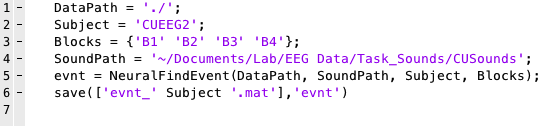 1 - DataPath = './';
2 - Subject = 'CUEEG2';
3 - Blocks = {'B1' 'B2' 'B3' 'B4'};
4 - SoundPath = '~/Documents/Lab/EEG Data/Task_Sounds/CUSounds';
5 - evnt = NeuralFindEvent(DataPath, SoundPath, Subject, Blocks);
6 - save(['evnt_' Subject '.mat'],'evnt')
7